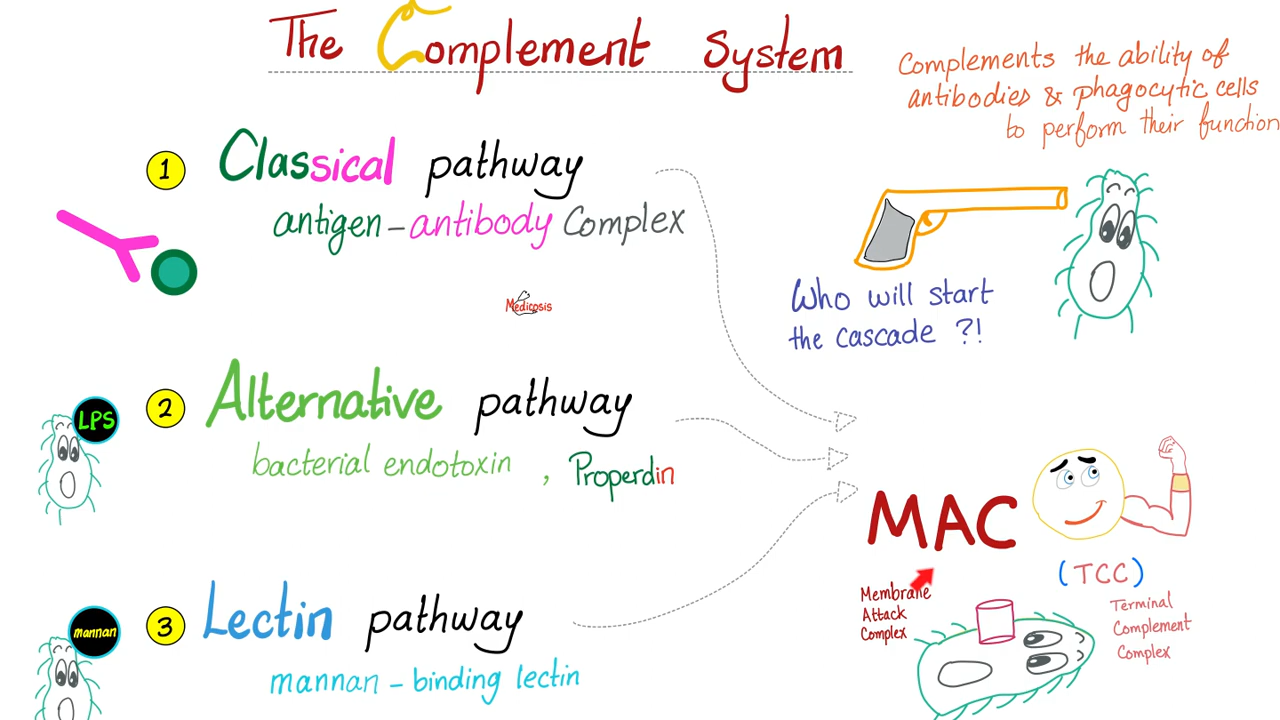 The Complement System
Complements the ability of
antibodies & phagocytic cells
to perform their function
1 Classical pathway
antigen - antibody Complex
Who will start
the cascade ?!
Medicosis
LPS
2 Alternative pathway
bacterial endotoxin , Properdin
MAC
(TCC)
Membrane
Attack
Complex
Terminal
Complement
Complex
mannan
3 Lectin pathway
mannan - binding lectin